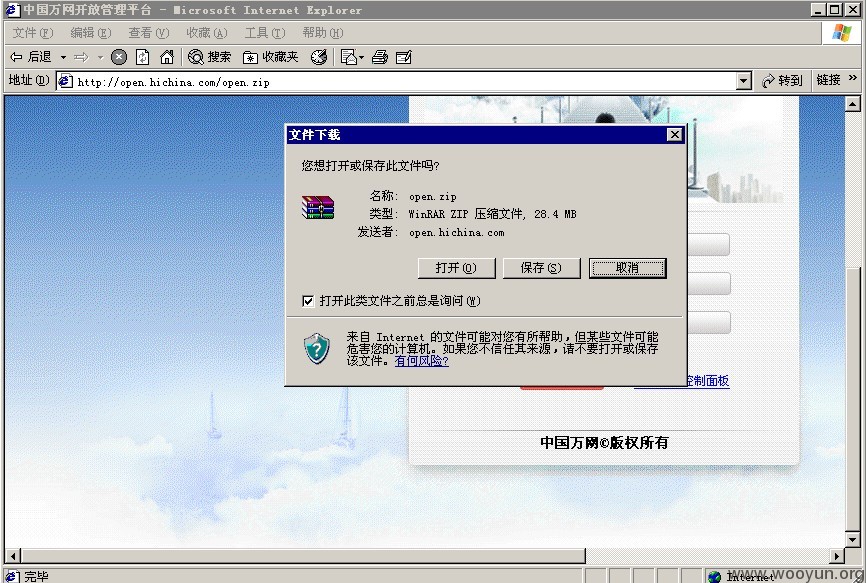 中国万网开放管理平台 - Microsoft Internet Explorer
文件(F) 编辑(E) 查看(V) 收藏(A) 工具(T) 帮助(H)
后退 搜索 收藏夹
地址(D) http://open.hichina.com/open.zip 转到 链接 »
文件下载
您想打开或保存此文件吗?
名称: open.zip
类型: WinRAR ZIP 压缩文件, 28.4 MB
发送者: open.hichina.com
打开(O) 保存(S) 取消
打开此类文件之前总是询问(W)
来自 Internet 的文件可能对您有所帮助，但某些文件可能
危害您的计算机。如果您不信任其来源，请不要打开或保存
该文件。有何风险?
控制面板
中国万网©版权所有
完毕 Internet
www.wooyun.org